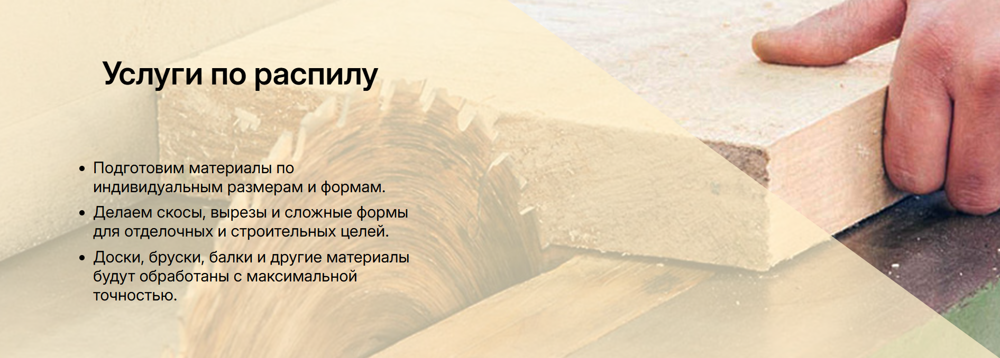 Услуги по распилу
Подготовим материалы по
индивидуальным размерам и формам.
Делаем скосы, вырезы и сложные формы
для отделочных и строительных целей.
Доски, бруски, балки и другие материалы
будут обработаны с максимальной
точностью.